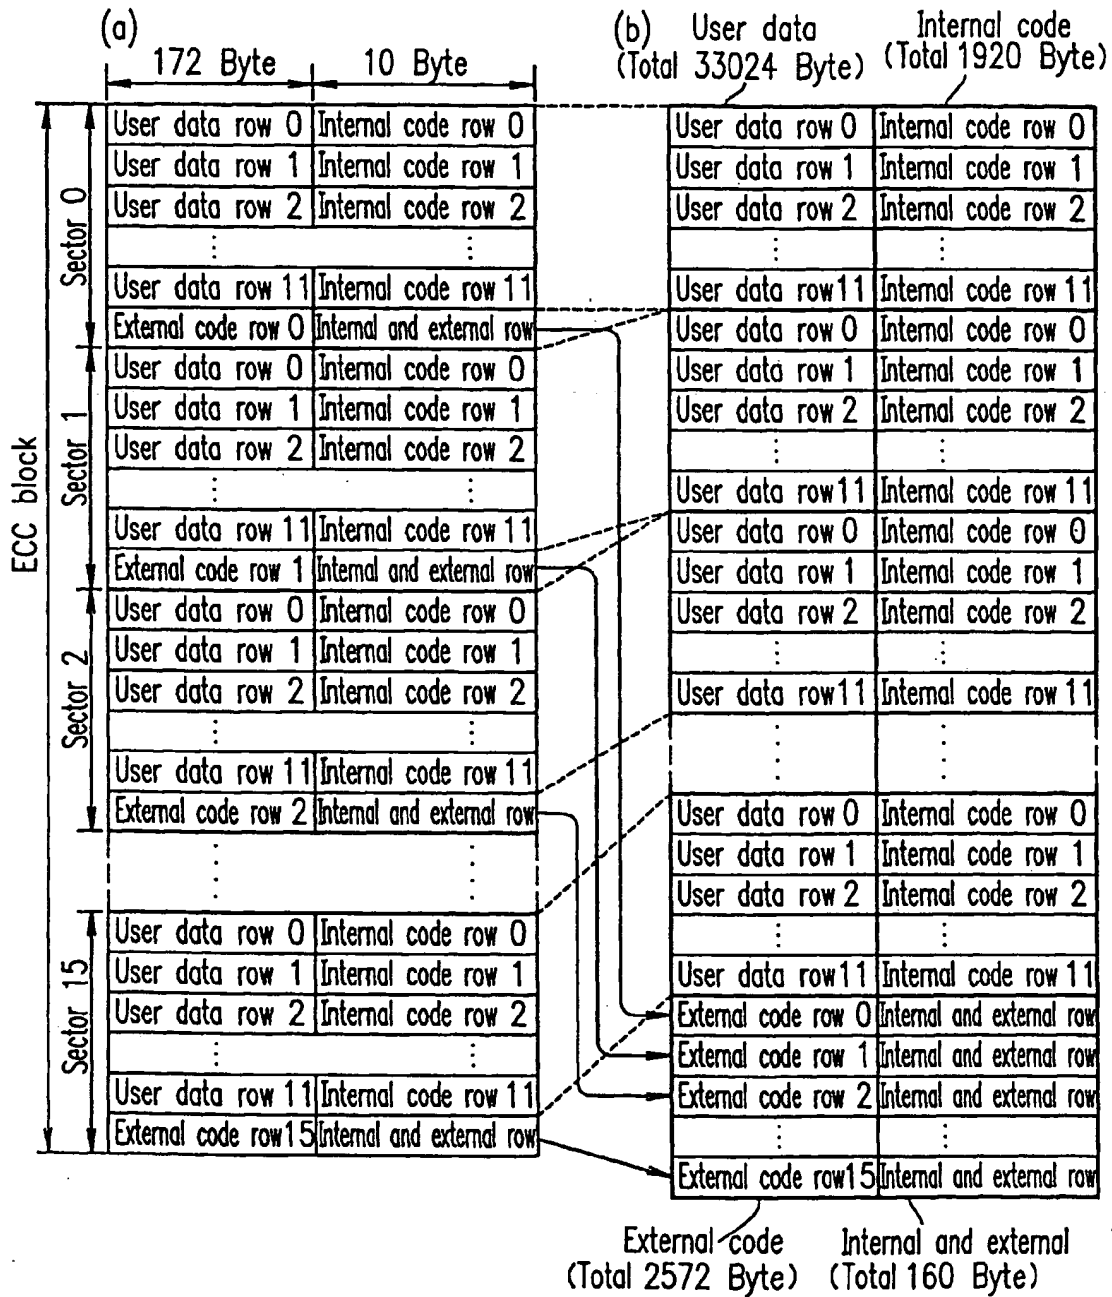 (a)
172 Byte
10 Byte
(b)
User data
(Total 33024 Byte)
Internal code
(Total 1920 Byte)
ECC block
Sector 0
User data row 0
Internal code row 0
User data row 1
Internal code row 1
User data row 2
Internal code row 2
User data row 11
Internal code row 11
External code row 0
Internal and external row
Sector 1
User data row 0
Internal code row 0
User data row 1
Internal code row 1
User data row 2
Internal code row 2
User data row 11
Internal code row 11
External code row 1
Internal and external row
Sector 2
User data row 0
Internal code row 0
User data row 1
Internal code row 1
User data row 2
Internal code row 2
User data row 11
Internal code row 11
External code row 2
Internal and external row
Sector 15
User data row 0
Internal code row 0
User data row 1
Internal code row 1
User data row 2
Internal code row 2
User data row 11
Internal code row 11
External code row15
Internal and external row
User data row 0
Internal code row 0
User data row 1
Internal code row 1
User data row 2
Internal code row 2
User data row11
Internal code row 11
User data row 0
Internal code row 0
User data row 1
Internal code row 1
User data row 2
Internal code row 2
User data row11
Internal code row 11
User data row 0
Internal code row 0
User data row 1
Internal code row 1
User data row 2
Internal code row 2
User data row11
Internal code row 11
User data row 0
Internal code row 0
User data row 1
Internal code row 1
User data row 2
Internal code row 2
User data row11
Internal code row 11
External code row 0
Internal and external row
External code row 1
Internal and external row
External code row 2
Internal and external row
External code row15
Internal and external row
External code
(Total 2572 Byte)
Internal and external
(Total 160 Byte)